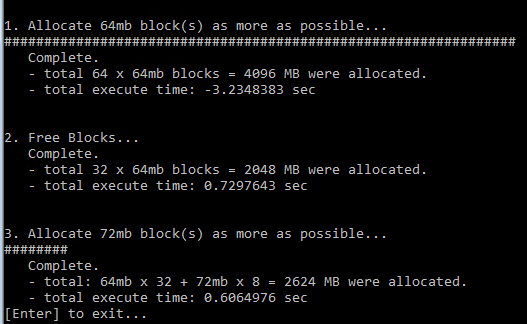 1. Allocate 64mb block(s) as more as possible...
################################################################
Complete.
- total 64 x 64mb blocks = 4096 MB were allocated.
- total execute time: -3.2348383 sec
2. Free Blocks...
Complete.
- total 32 x 64mb blocks = 2048 MB were allocated.
- total execute time: 0.7297643 sec
3. Allocate 72mb block(s) as more as possible...
########
Complete.
- total: 64mb x 32 + 72mb x 8 = 2624 MB were allocated.
- total execute time: 0.6064976 sec
[Enter] to exit...